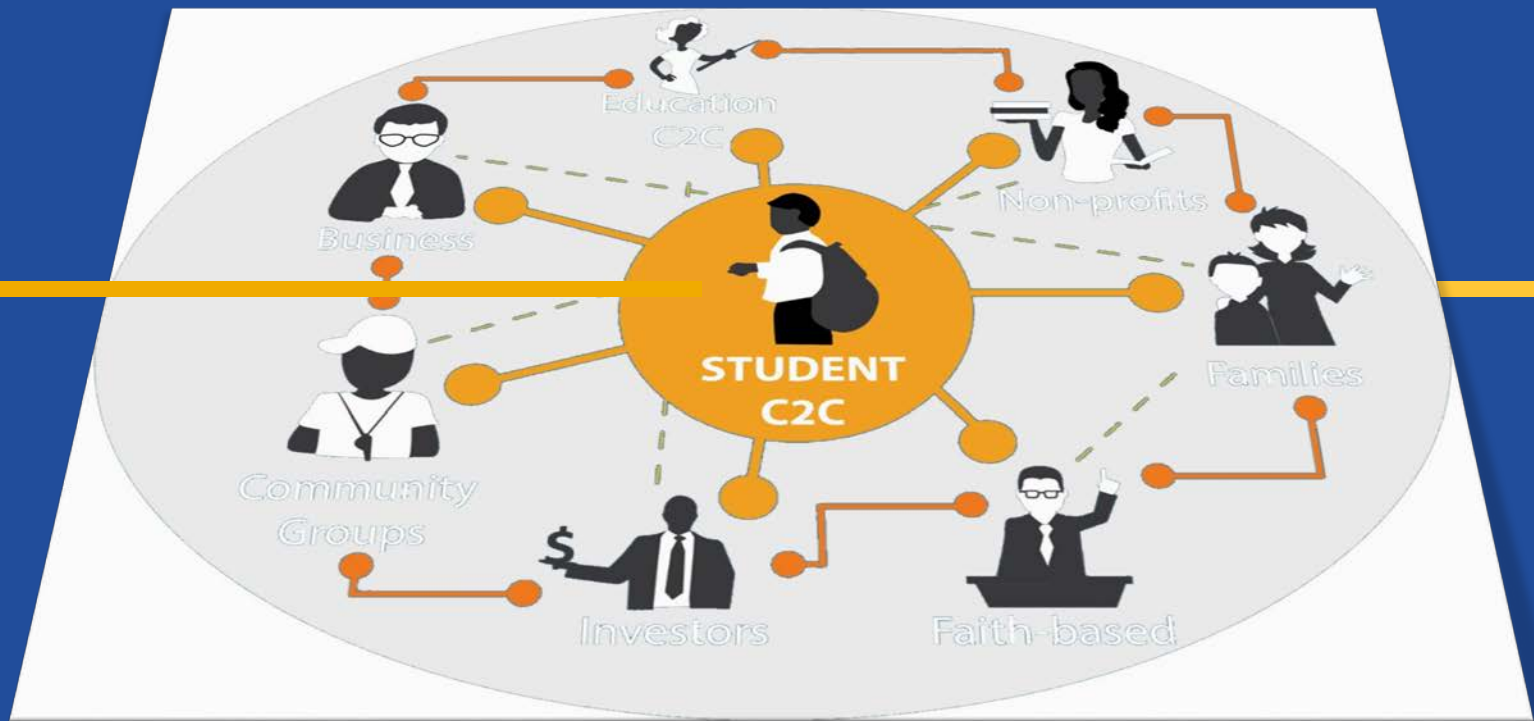 Education
C2C
Non-profits
Business
STUDENT
C2C
Families
Community
Groups
$
Investors
Faith-based